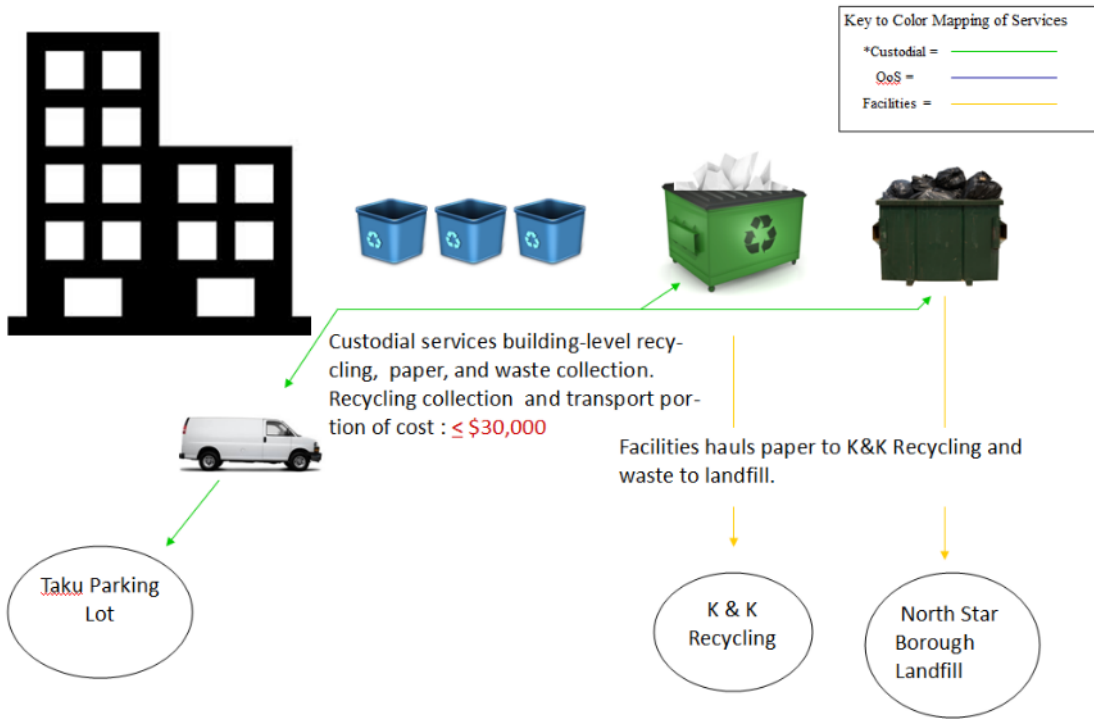 Key to Color Mapping of Services
*Custodial =
OoS =
Facilities =
Custodial services building-level recy-
cling, paper, and waste collection.
Recycling collection and transport por-
tion of cost : ≤ $30,000
Facilities hauls paper to K&K Recycling and
waste to landfill.
Taku Parking
Lot
K & K
Recycling
North Star
Borough
Landfill